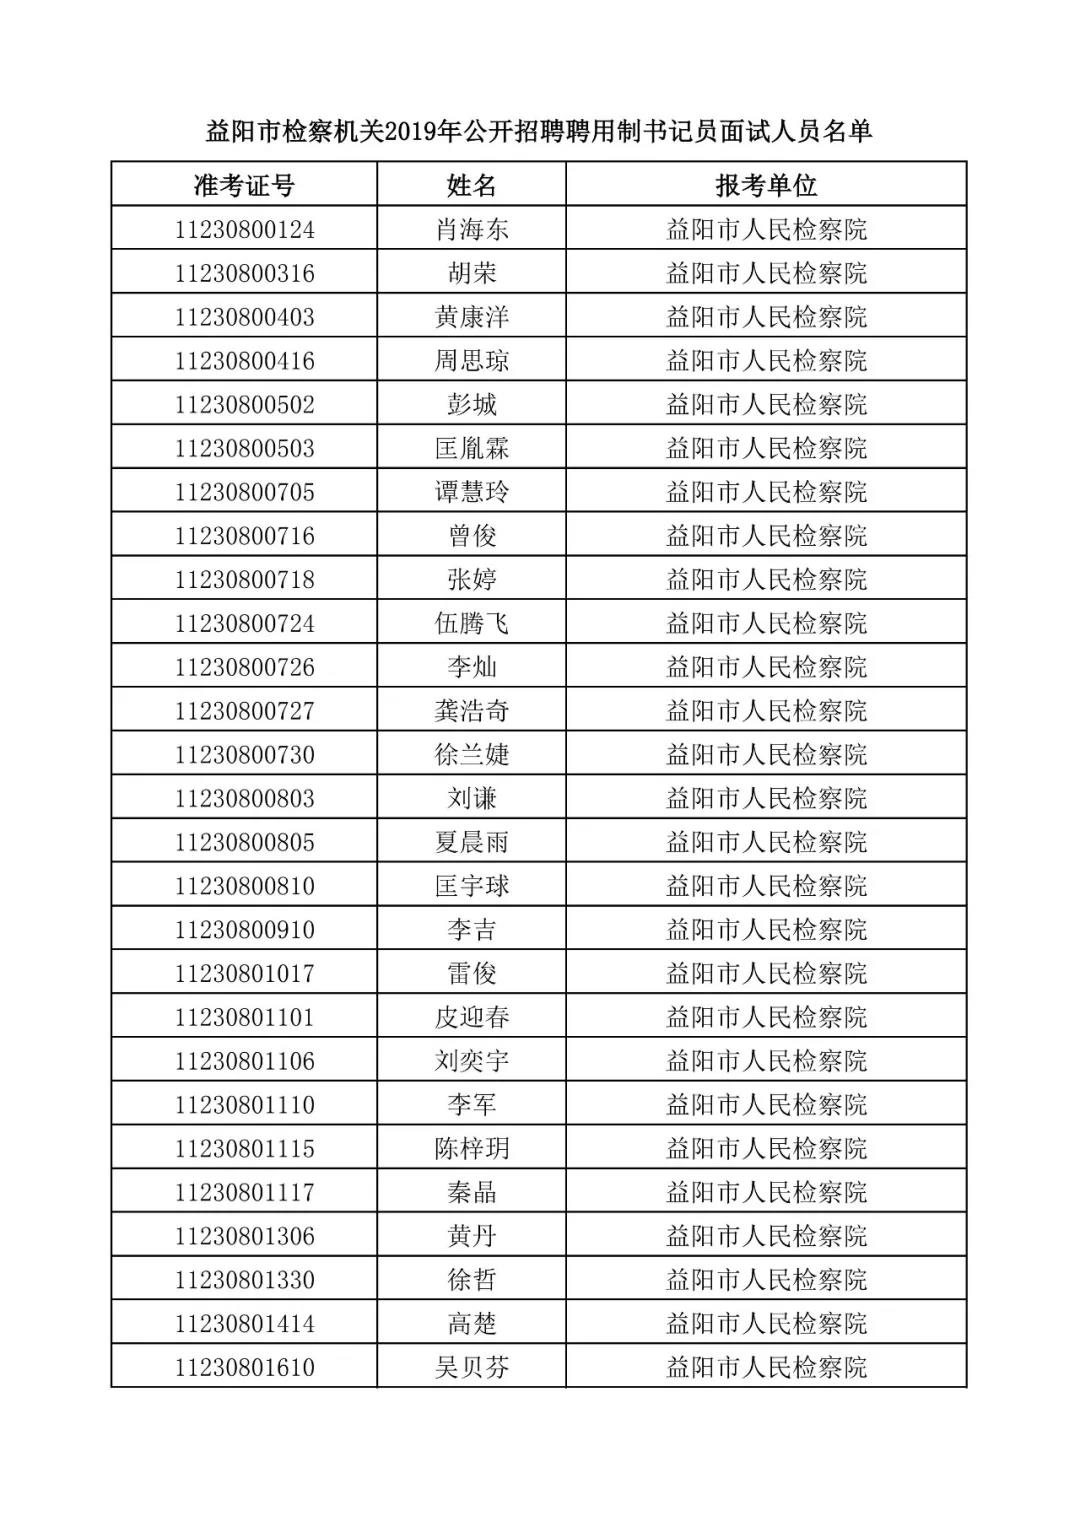 益阳市检察机关2019年公开招聘聘用制书记员面试人员名单
准考证号 姓名 报考单位
11230800124 肖海东 益阳市人民检察院
11230800316 胡荣 益阳市人民检察院
11230800403 黄康洋 益阳市人民检察院
11230800416 周思琼 益阳市人民检察院
11230800502 彭城 益阳市人民检察院
11230800503 匡胤霖 益阳市人民检察院
11230800705 谭慧玲 益阳市人民检察院
11230800716 曾俊 益阳市人民检察院
11230800718 张婷 益阳市人民检察院
11230800724 伍腾飞 益阳市人民检察院
11230800726 李灿 益阳市人民检察院
11230800727 龚浩奇 益阳市人民检察院
11230800730 徐兰婕 益阳市人民检察院
11230800803 刘谦 益阳市人民检察院
11230800805 夏晨雨 益阳市人民检察院
11230800810 匡宇球 益阳市人民检察院
11230800910 李吉 益阳市人民检察院
11230801017 雷俊 益阳市人民检察院
11230801101 皮迎春 益阳市人民检察院
11230801106 刘奕宇 益阳市人民检察院
11230801110 李军 益阳市人民检察院
11230801115 陈梓玥 益阳市人民检察院
11230801117 秦晶 益阳市人民检察院
11230801306 黄丹 益阳市人民检察院
11230801330 徐哲 益阳市人民检察院
11230801414 高楚 益阳市人民检察院
11230801610 吴贝芬 益阳市人民检察院